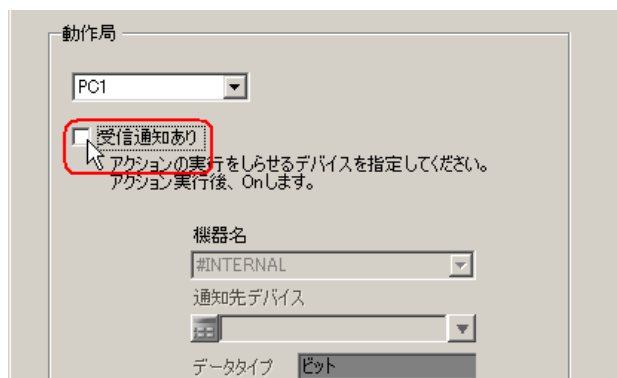 動作局
PC1
受信通知あり
アクションの実行をしらせるデバイスを指定してください。
アクション実行後、Onします。
機器名
#INTERNAL
通知先デバイス
データタイプ ビット